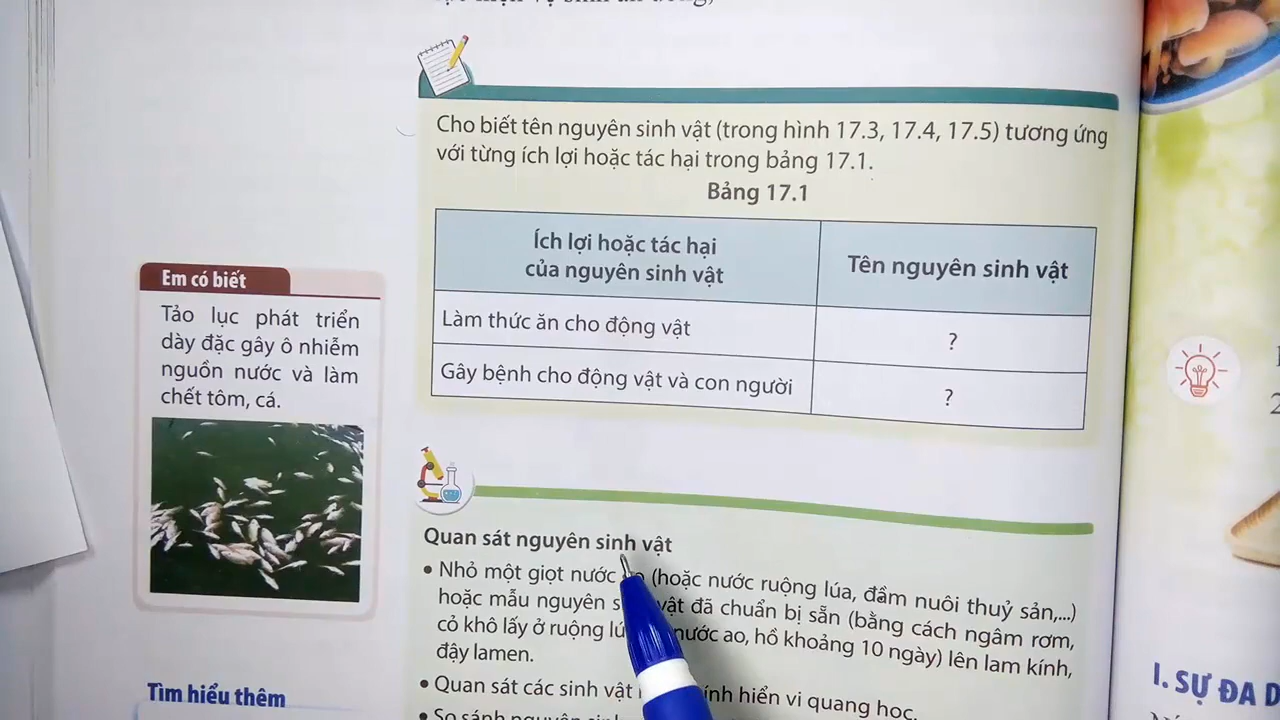 Cho biết tên nguyên sinh vật (trong hình 17.3, 17.4, 17.5) tương ứng
với từng ích lợi hoặc tác hại trong bảng 17.1.
Bảng 17.1
Ích lợi hoặc tác hại
của nguyên sinh vật
Tên nguyên sinh vật
Làm thức ăn cho động vật
?
Gây bệnh cho động vật và con người
?
Em có biết
Tảo lục phát triển
dày đặc gây ô nhiễm
nguồn nước và làm
chết tôm, cá.
Quan sát nguyên sinh vật
• Nhỏ một giọt nước (hoặc nước ruộng lúa, đầm nuôi thuỷ sản,...)
hoặc mẫu nguyên vật đã chuẩn bị sẵn (bằng cách ngâm rơm,
cỏ khô lấy ở ruộng nước ao, hồ khoảng 10 ngày) lên lam kính,
đậy lamen.
• Quan sát các sinh vật hiển vi quang học.
• So sánh nguyên
Tìm hiểu thêm
I. SỰ ĐA D